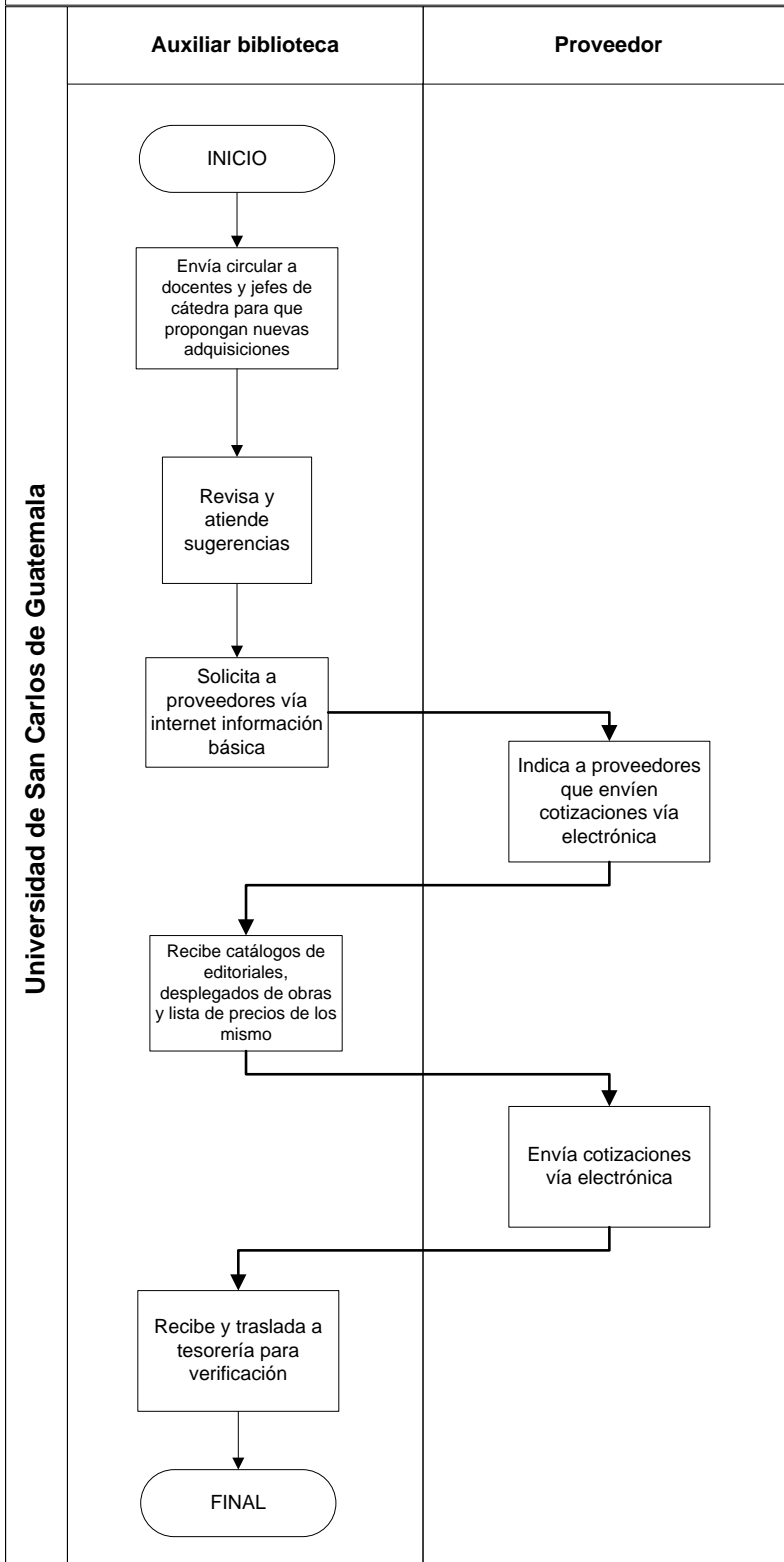 Auxiliar biblioteca
Proveedor
Universidad de San Carlos de Guatemala
INICIO
Envía circular a
docentes y jefes de
cátedra para que
propongan nuevas
adquisiciones
Revisa y
atiende
sugerencias
Solicita a
proveedores vía
internet información
básica
Indica a proveedores
que envíen
cotizaciones vía
electrónica
Recibe catálogos de
editoriales,
desplegados de obras
y lista de precios de los
mismo
Envía cotizaciones
vía electrónica
Recibe y traslada a
tesorería para
verificación
FINAL